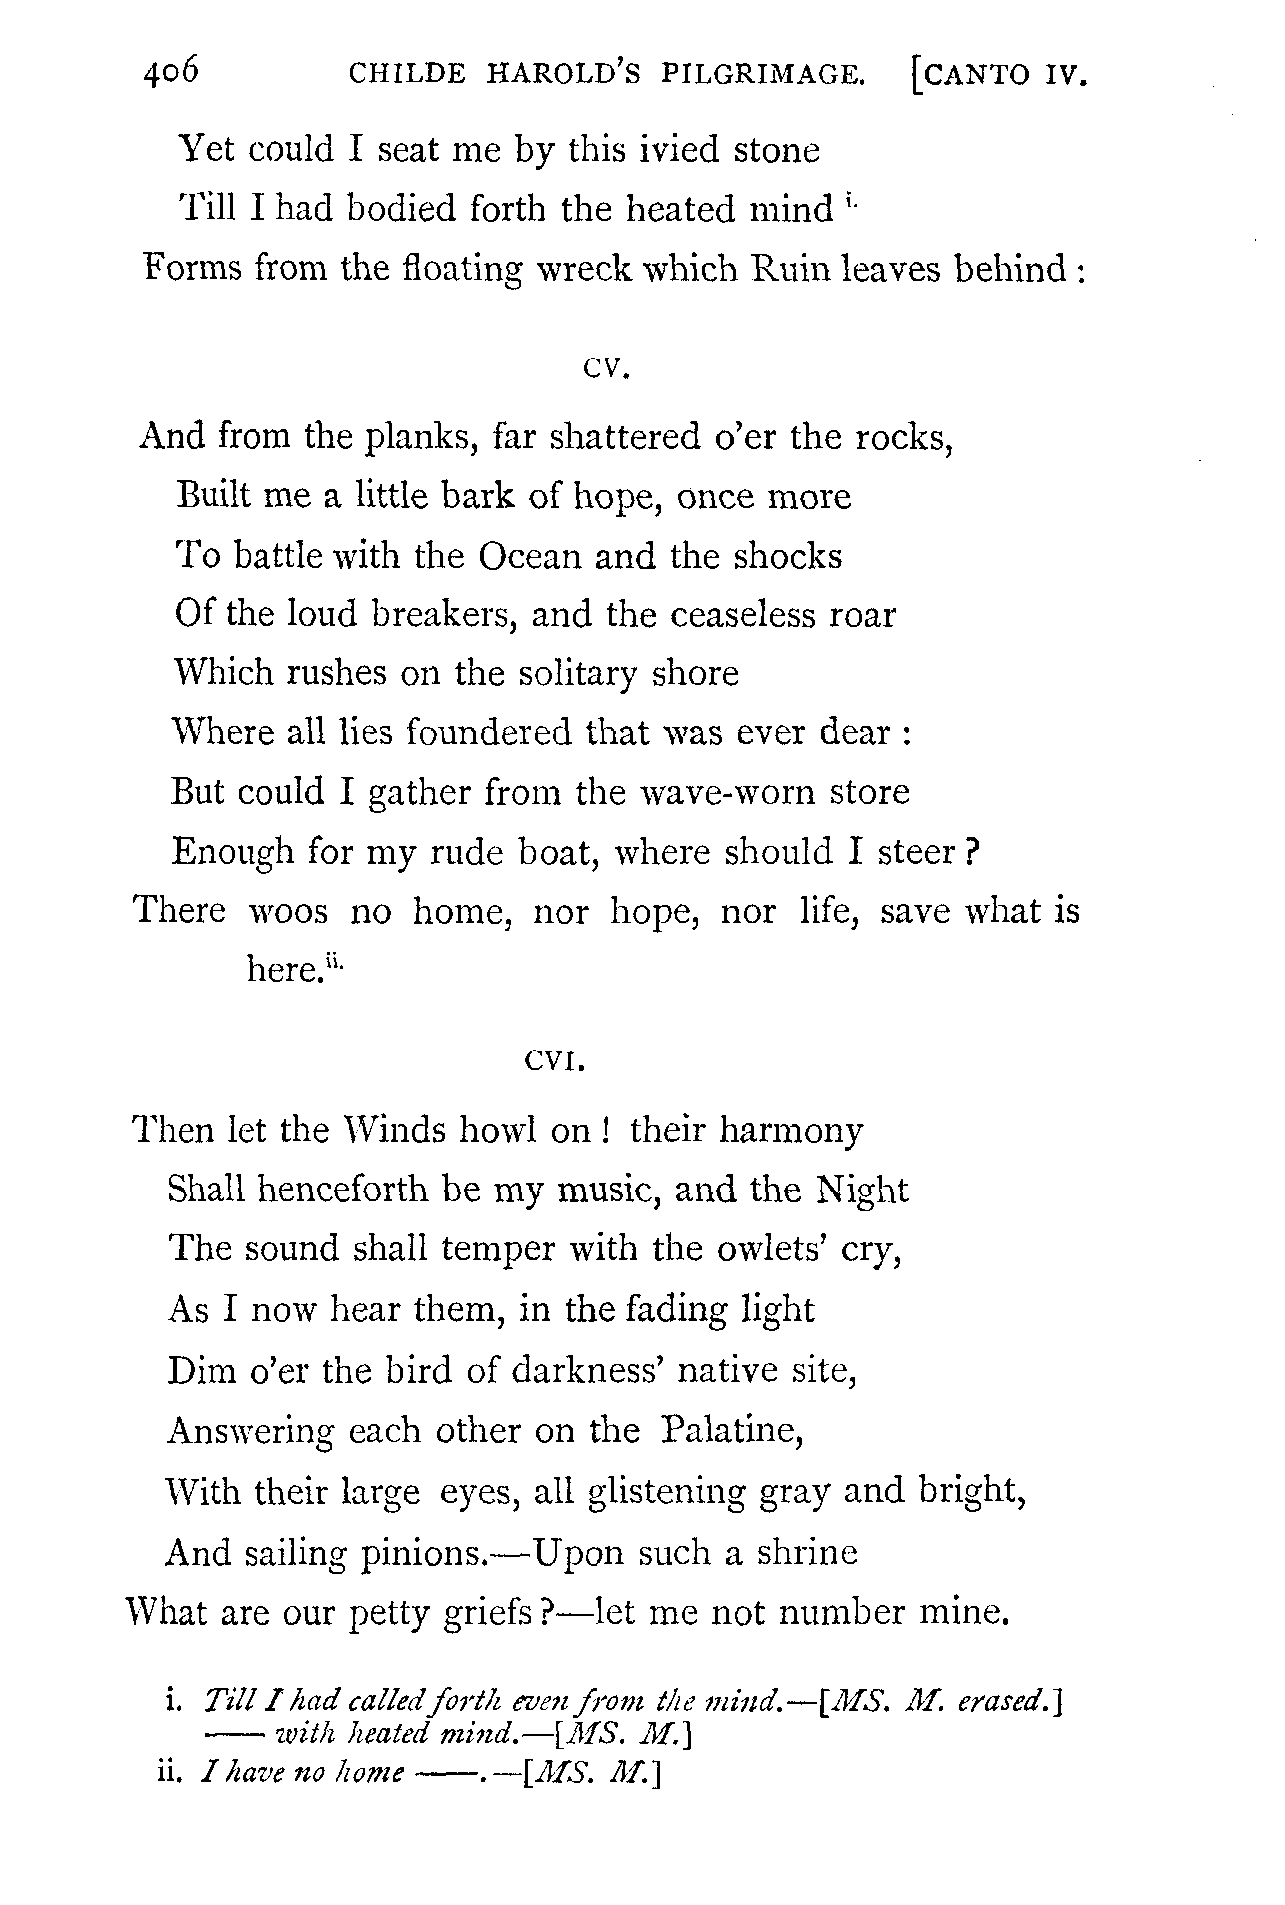 406 CHILDE HAROLD'S PILGRIMAGE. [CANTO IV.
Yet could I seat me by this ivied stone
Till I had bodied forth the heated mind i.
Forms from the floating wreck which Ruin leaves behind :
CV.
And from the planks, far shattered o'er the rocks,
Built me a little bark of hope, once more
To battle with the Ocean and the shocks
Of the loud breakers, and the ceaseless roar
Which rushes on the solitary shore
Where all lies foundered that was ever dear :
But could I gather from the wave-worn store
Enough for my rude boat, where should I steer ?
There woos no home, nor hope, nor life, save what is
here.ii.
CVI.
Then let the Winds howl on ! their harmony
Shall henceforth be my music, and the Night
The sound shall temper with the owlets' cry,
As I now hear them, in the fading light
Dim o'er the bird of darkness' native site,
Answering each other on the Palatine,
With their large eyes, all glistening gray and bright,
And sailing pinions.—Upon such a shrine
What are our petty griefs ?—let me not number mine.
i. Till I had called forth even from the mind.—[MS. M. erased.]
—— with heated mind.—[MS. M.]
ii. I have no home ——.—[MS. M.]